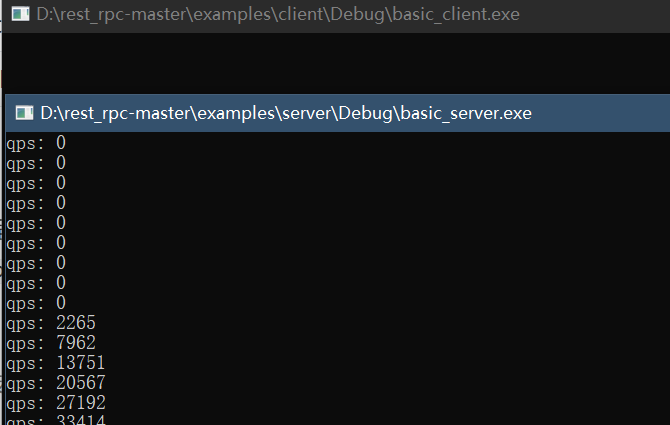 D:\rest_rpc-master\examples\client\Debug\basic_client.exe
D:\rest_rpc-master\examples\server\Debug\basic_server.exe
qps: 0
qps: 0
qps: 0
qps: 0
qps: 0
qps: 0
qps: 0
qps: 0
qps: 0
qps: 2265
qps: 7962
qps: 13751
qps: 20567
qps: 27192
qps: 33414